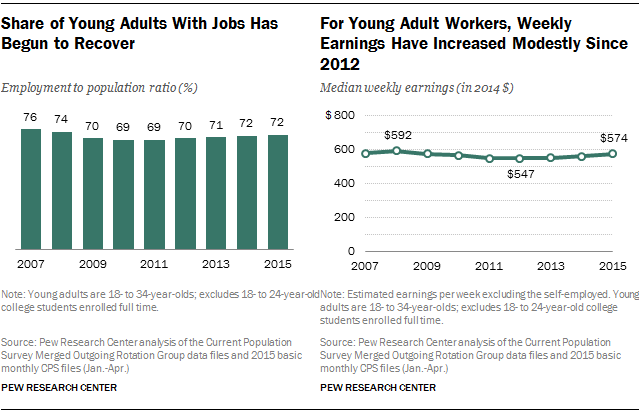 Share of Young Adults With Jobs Has
Begun to Recover
Employment to population ratio (%)
76 74 70 69 69 70 71 72 72
2007 2009 2011 2013 2015
Note: Young adults are 18- to 34-year-olds; excludes 18- to 24-year-old
college students enrolled full time.
Source: Pew Research Center analysis of the Current Population
Survey Merged Outgoing Rotation Group data files and 2015 basic
monthly CPS files (Jan.-Apr.)
PEW RESEARCH CENTER
For Young Adult Workers, Weekly
Earnings Have Increased Modestly Since
2012
Median weekly earnings (in 2014 $)
$ 800
$592
$574
600
$547
400
200
0
2007 2009 2011 2013 2015
Note: Estimated earnings per week excluding the self-employed. Young
adults are 18- to 34-year-olds; excludes 18- to 24-year-old college
students enrolled full time.
Source: Pew Research Center analysis of the Current Population
Survey Merged Outgoing Rotation Group data files and 2015 basic
monthly CPS files (Jan.-Apr.)
PEW RESEARCH CENTER